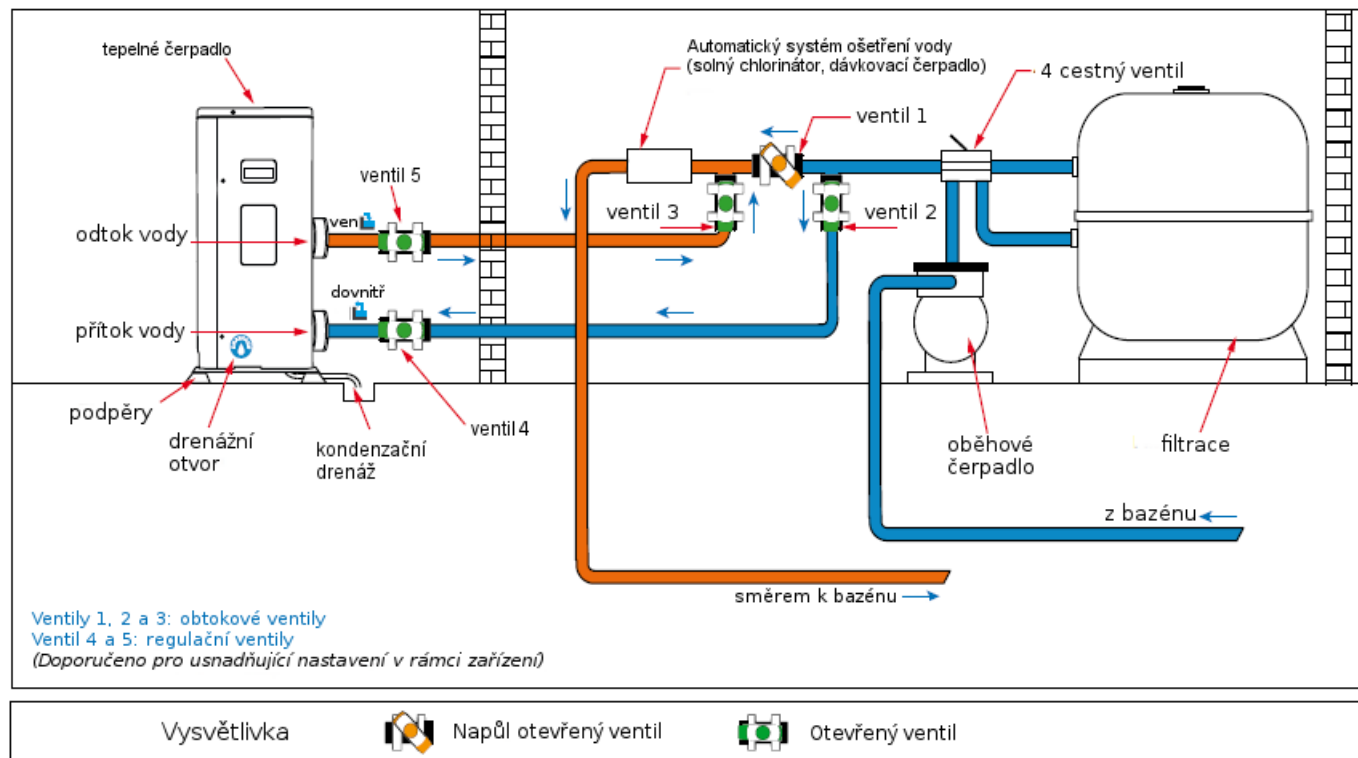 tepelné čerpadlo
Automatický systém ošetření vody
(solný chlorinátor, dávkovací čerpadlo)
4 cestný ventil
ventil 1
ventil 5
ventil 3
ventil 2
ven
odtok vody
dovnitř
přítok vody
podpěry
drenážní
otvor
kondenzační
drenáž
ventil 4
oběhové
čerpadlo
filtrace
z bazénu
směrem k bazénu
Ventily 1, 2 a 3: obtokové ventily
Ventil 4 a 5: regulační ventily
(Doporučeno pro usnadňující nastavení v rámci zařízení)
Vysvětlivka
Napůl otevřený ventil
Otevřený ventil